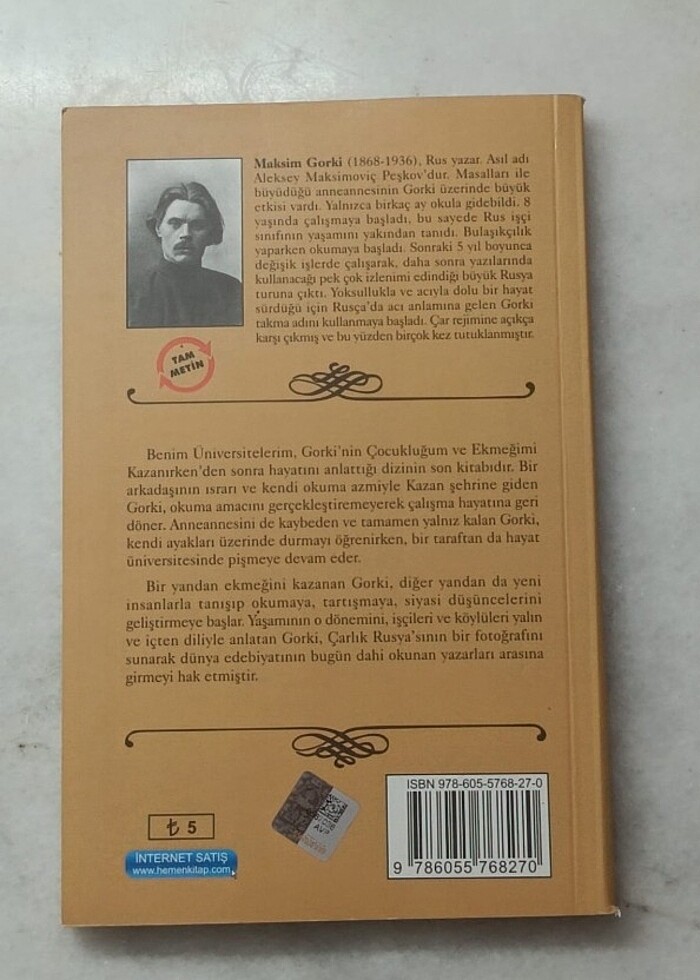 Maksim Gorki (1868-1936), Rus yazar. Asıl adı
Aleksey Maksimoviç Peşkov'dur. Masalları ile
büyüdüğü anneannesinin Gorki üzerinde büyük
etkisi vardı. Yalnızca birkaç ay okula gidebildi. 8
yaşında çalışmaya başladı, bu sayede Rus işçi
sınıfının yaşamını yakından tanıdı. Bulaşıkçılık
yaparken okumaya başladı. Sonraki 5 yıl boyunca
değişik işlerde çalışarak, daha sonra yazılarında
kullanacağı pek çok izlenimi edindiği büyük Rusya
turuna çıktı. Yoksullukla ve acıyla dolu bir hayat
sürdüğü için Rusça'da acı anlamına gelen Gorki
takma adını kullanmaya başladı. Çar rejimine açıkça
karşı çıkmış ve bu yüzden birçok kez tutuklanmıştır.
TAM
METİN
Benim Üniversitelerim, Gorki'nin Çocukluğum ve Ekmeğimi
Kazanırken'den sonra hayatını anlattığı dizinin son kitabıdır. Bir
arkadaşının ısrarı ve kendi okuma azmiyle Kazan şehrine giden
Gorki, okuma amacını gerçekleştiremeyerek çalışma hayatına geri
döner. Anneannesini de kaybeden ve tamamen yalnız kalan Gorki,
kendi ayakları üzerinde durmayı öğrenirken, bir taraftan da hayat
üniversitesinde pişmeye devam eder.
Bir yandan ekmeğini kazanan Gorki, diğer yandan da yeni
insanlarla tanışıp okumaya, tartışmaya, siyasi düşüncelerini
geliştirmeye başlar. Yaşamının o dönemini, işçileri ve köylüleri yalın
ve içten diliyle anlatan Gorki, Çarlık Rusya'sının bir fotoğrafını
sunarak dünya edebiyatının bugün dahi okunan yazarları arasına
girmeyi hak etmiştir.
₺ 5
İNTERNET SATIŞ
www.hemenkitap.com
ISBN 978-605-5768-27-0
9 786055 768270